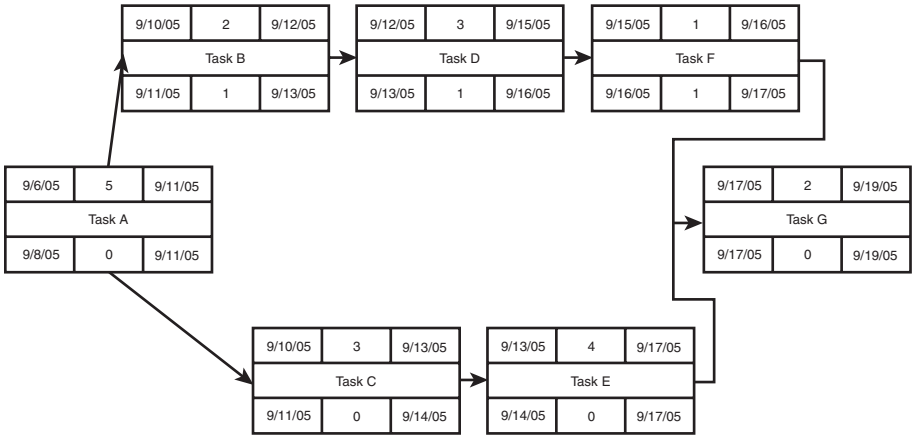 9/10/05 2 9/12/05
Task B
9/11/05 1 9/13/05
9/12/05 3 9/15/05
Task D
9/13/05 1 9/16/05
9/15/05 1 9/16/05
Task F
9/16/05 1 9/17/05
9/6/05 5 9/11/05
Task A
9/8/05 0 9/11/05
9/17/05 2 9/19/05
Task G
9/17/05 0 9/19/05
9/10/05 3 9/13/05
Task C
9/11/05 0 9/14/05
9/13/05 4 9/17/05
Task E
9/14/05 0 9/17/05